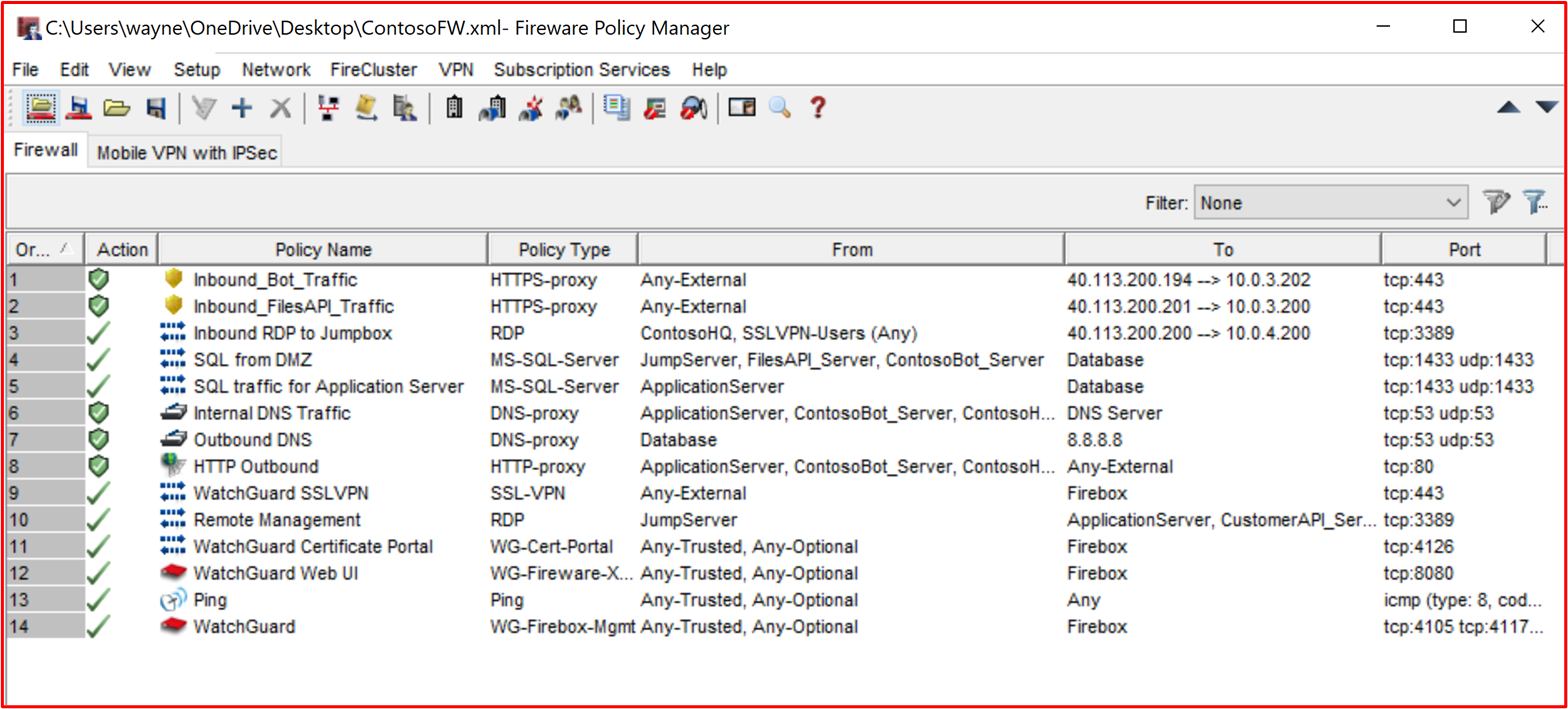 C:\Users\wayne\OneDrive\Desktop\ContosoFW.xml- Fireware Policy Manager
File Edit View Setup Network FireCluster VPN Subscription Services Help
Firewall Mobile VPN with IPSec
Filter: None
Or... Action Policy Name Policy Type From To Port
1 Inbound_Bot_Traffic HTTPS-proxy Any-External 40.113.200.194 --> 10.0.3.202 tcp:443
2 Inbound_FilesAPI_Traffic HTTPS-proxy Any-External 40.113.200.201 --> 10.0.3.200 tcp:443
3 Inbound RDP to Jumpbox RDP ContosoHQ, SSLVPN-Users (Any) 40.113.200.200 --> 10.0.4.200 tcp:3389
4 SQL from DMZ MS-SQL-Server JumpServer, FilesAPI_Server, ContosoBot_Server Database tcp:1433 udp:1433
5 SQL traffic for Application Server MS-SQL-Server ApplicationServer Database tcp:1433 udp:1433
6 Internal DNS Traffic DNS-proxy ApplicationServer, ContosoBot_Server, ContosoH... DNS Server tcp:53 udp:53
7 Outbound DNS DNS-proxy Database 8.8.8.8 tcp:53 udp:53
8 HTTP Outbound HTTP-proxy ApplicationServer, ContosoBot_Server, ContosoH... Any-External tcp:80
9 WatchGuard SSLVPN SSL-VPN Any-External Firebox tcp:443
10 Remote Management RDP JumpServer ApplicationServer, CustomerAPI_Ser... tcp:3389
11 WatchGuard Certificate Portal WG-Cert-Portal Any-Trusted, Any-Optional Firebox tcp:4126
12 WatchGuard Web UI WG-Fireware-X... Any-Trusted, Any-Optional Firebox tcp:8080
13 Ping Ping Any-Trusted, Any-Optional Any icmp (type: 8, cod...
14 WatchGuard WG-Firebox-Mgmt Any-Trusted, Any-Optional Firebox tcp:4105 tcp:4117...